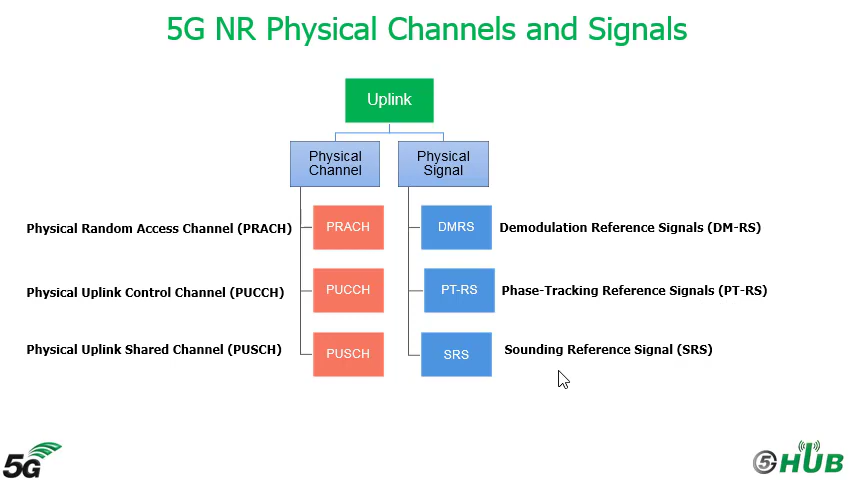 5G NR Physical Channels and Signals
Uplink
Physical
Channel
Physical
Signal
Physical Random Access Channel (PRACH)
PRACH
DMRS
Demodulation Reference Signals (DM-RS)
Physical Uplink Control Channel (PUCCH)
PUCCH
PT-RS
Phase-Tracking Reference Signals (PT-RS)
Physical Uplink Shared Channel (PUSCH)
PUSCH
SRS
Sounding Reference Signal (SRS)
5G
5G HUB